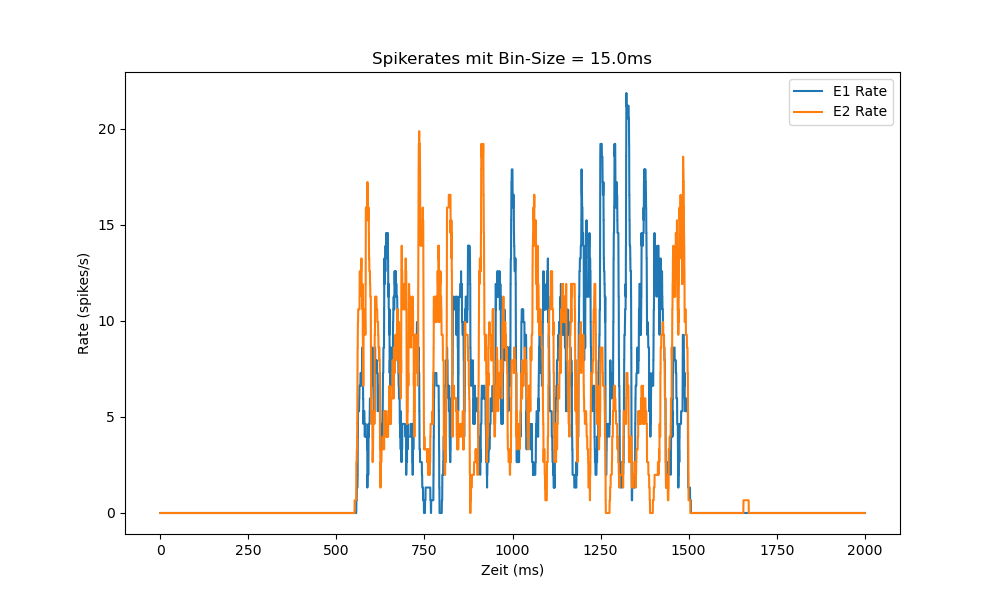 Spikerates mit Bin-Size = 15.0ms
E1 Rate
E2 Rate
Rate (spikes/s)
20
15
10
5
0
0 250 500 750 1000 1250 1500 1750 2000
Zeit (ms)